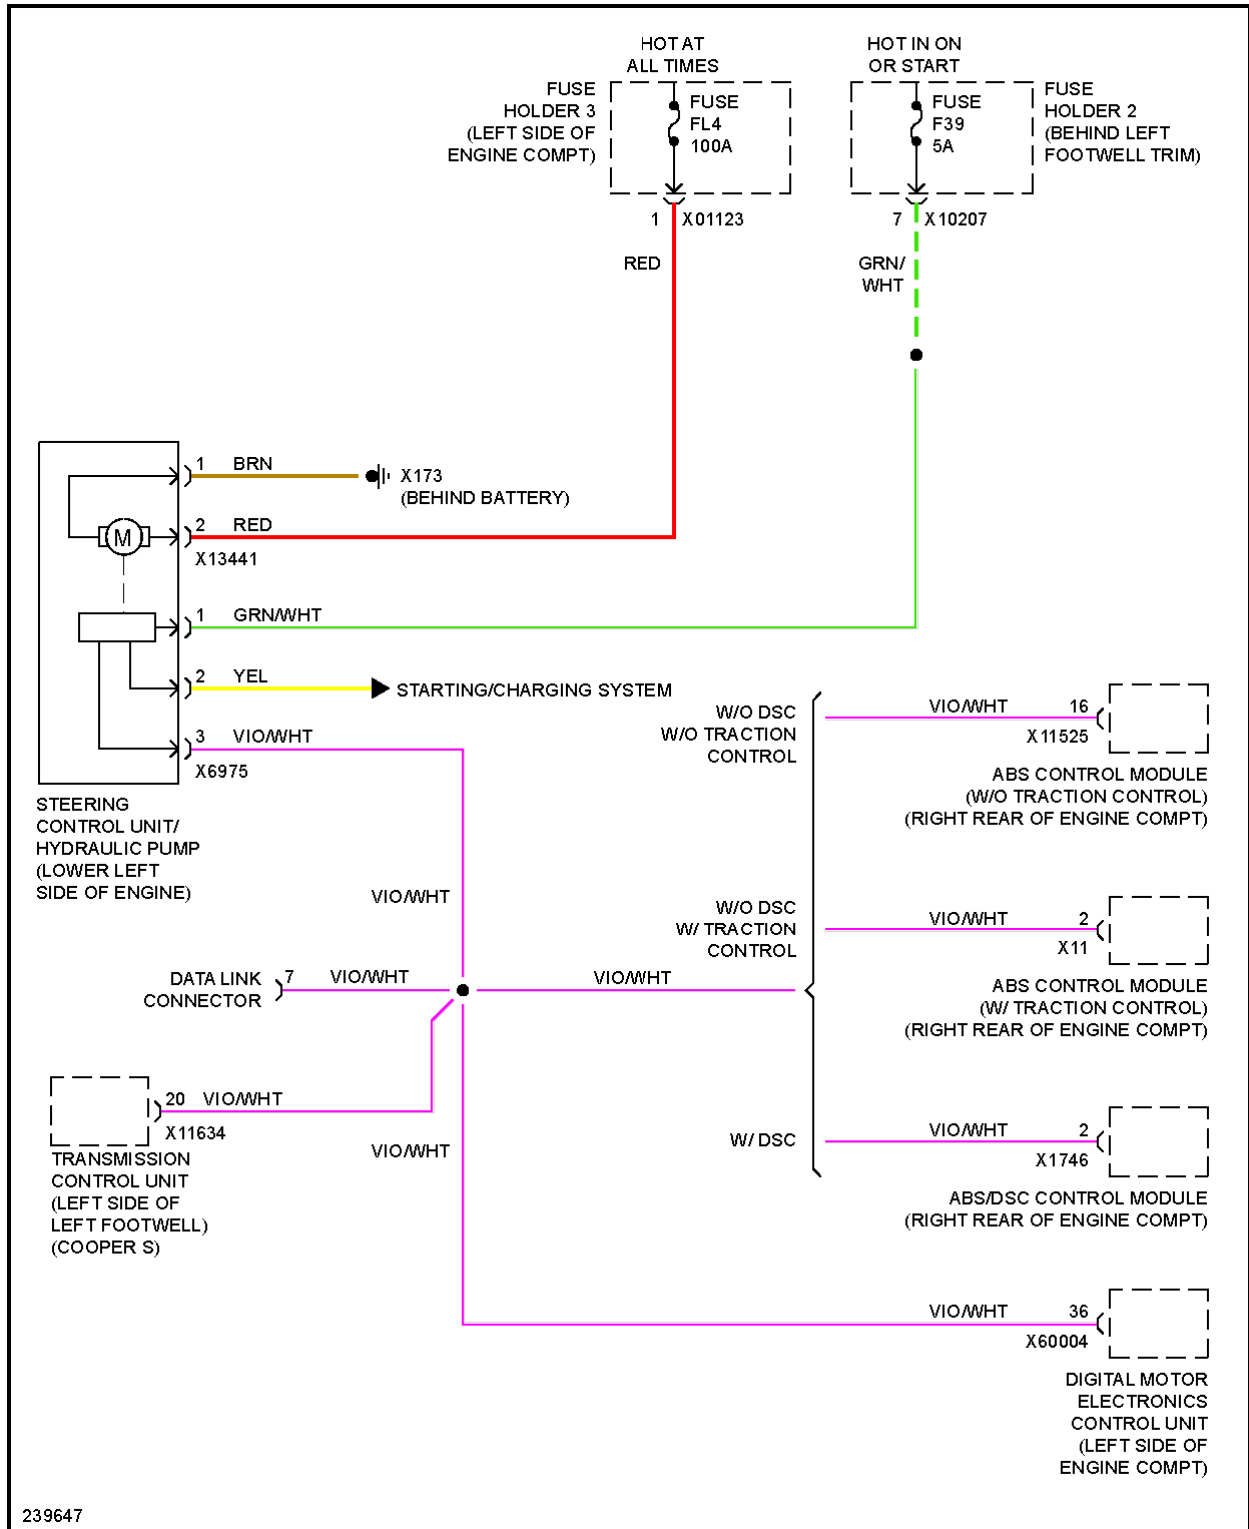 HOT AT
ALL TIMES
HOT IN ON
OR START
FUSE
HOLDER 3
(LEFT SIDE OF
ENGINE COMPT)
FUSE
FL4
100A
FUSE
F39
5A
FUSE
HOLDER 2
(BEHIND LEFT
FOOTWELL TRIM)
1 X01123
7 X10207
RED
GRN/
WHT
1 BRN
X173
(BEHIND BATTERY)
M
2 RED
X13441
1 GRN/WHT
2 YEL
STARTING/CHARGING SYSTEM
3 VIO/WHT
X6975
STEERING
CONTROL UNIT/
HYDRAULIC PUMP
(LOWER LEFT
SIDE OF ENGINE)
W/O DSC
W/O TRACTION
CONTROL
VIO/WHT 16
X11525
ABS CONTROL MODULE
(W/O TRACTION CONTROL)
(RIGHT REAR OF ENGINE COMPT)
VIO/WHT
W/O DSC
W/ TRACTION
CONTROL
VIO/WHT 2
X11
ABS CONTROL MODULE
(W/ TRACTION CONTROL)
(RIGHT REAR OF ENGINE COMPT)
DATA LINK
CONNECTOR
7 VIO/WHT
VIO/WHT
20 VIO/WHT
X11634
TRANSMISSION
CONTROL UNIT
(LEFT SIDE OF
LEFT FOOTWELL)
(COOPER S)
VIO/WHT
W/ DSC
VIO/WHT 2
X1746
ABS/DSC CONTROL MODULE
(RIGHT REAR OF ENGINE COMPT)
VIO/WHT 36
X60004
DIGITAL MOTOR
ELECTRONICS
CONTROL UNIT
(LEFT SIDE OF
ENGINE COMPT)
239647